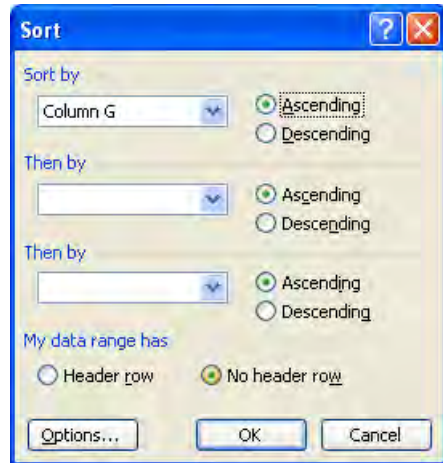 Sort
Sort by
Column G
Ascending
Descending
Then by
Ascending
Descending
Then by
Ascending
Descending
My data range has
Header row
No header row
Options...
OK
Cancel